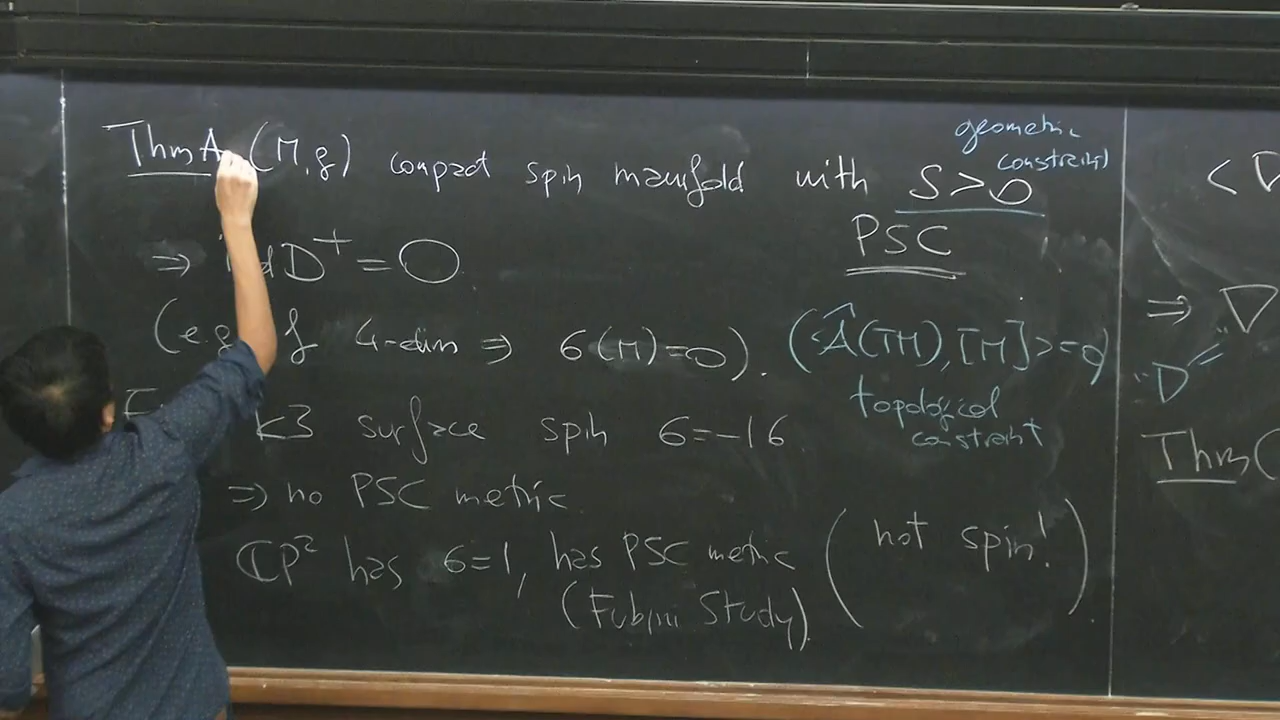 Thm A (M,g) compact spin manifold with S>0
geometric
constraint
PSC
⇒ ind D⁺ = 0
(e.g. if 4-dim ⇒ σ(M)=0). (<Â(TM),[M]>=0)
topological
constraint
K3 surface spin σ=-16
⇒ no PSC metric.
ℂP² has σ=1, has PSC metric (not spin!).
(Fubini Study)
< ∇
⇒ ∇
"D"
Thm (